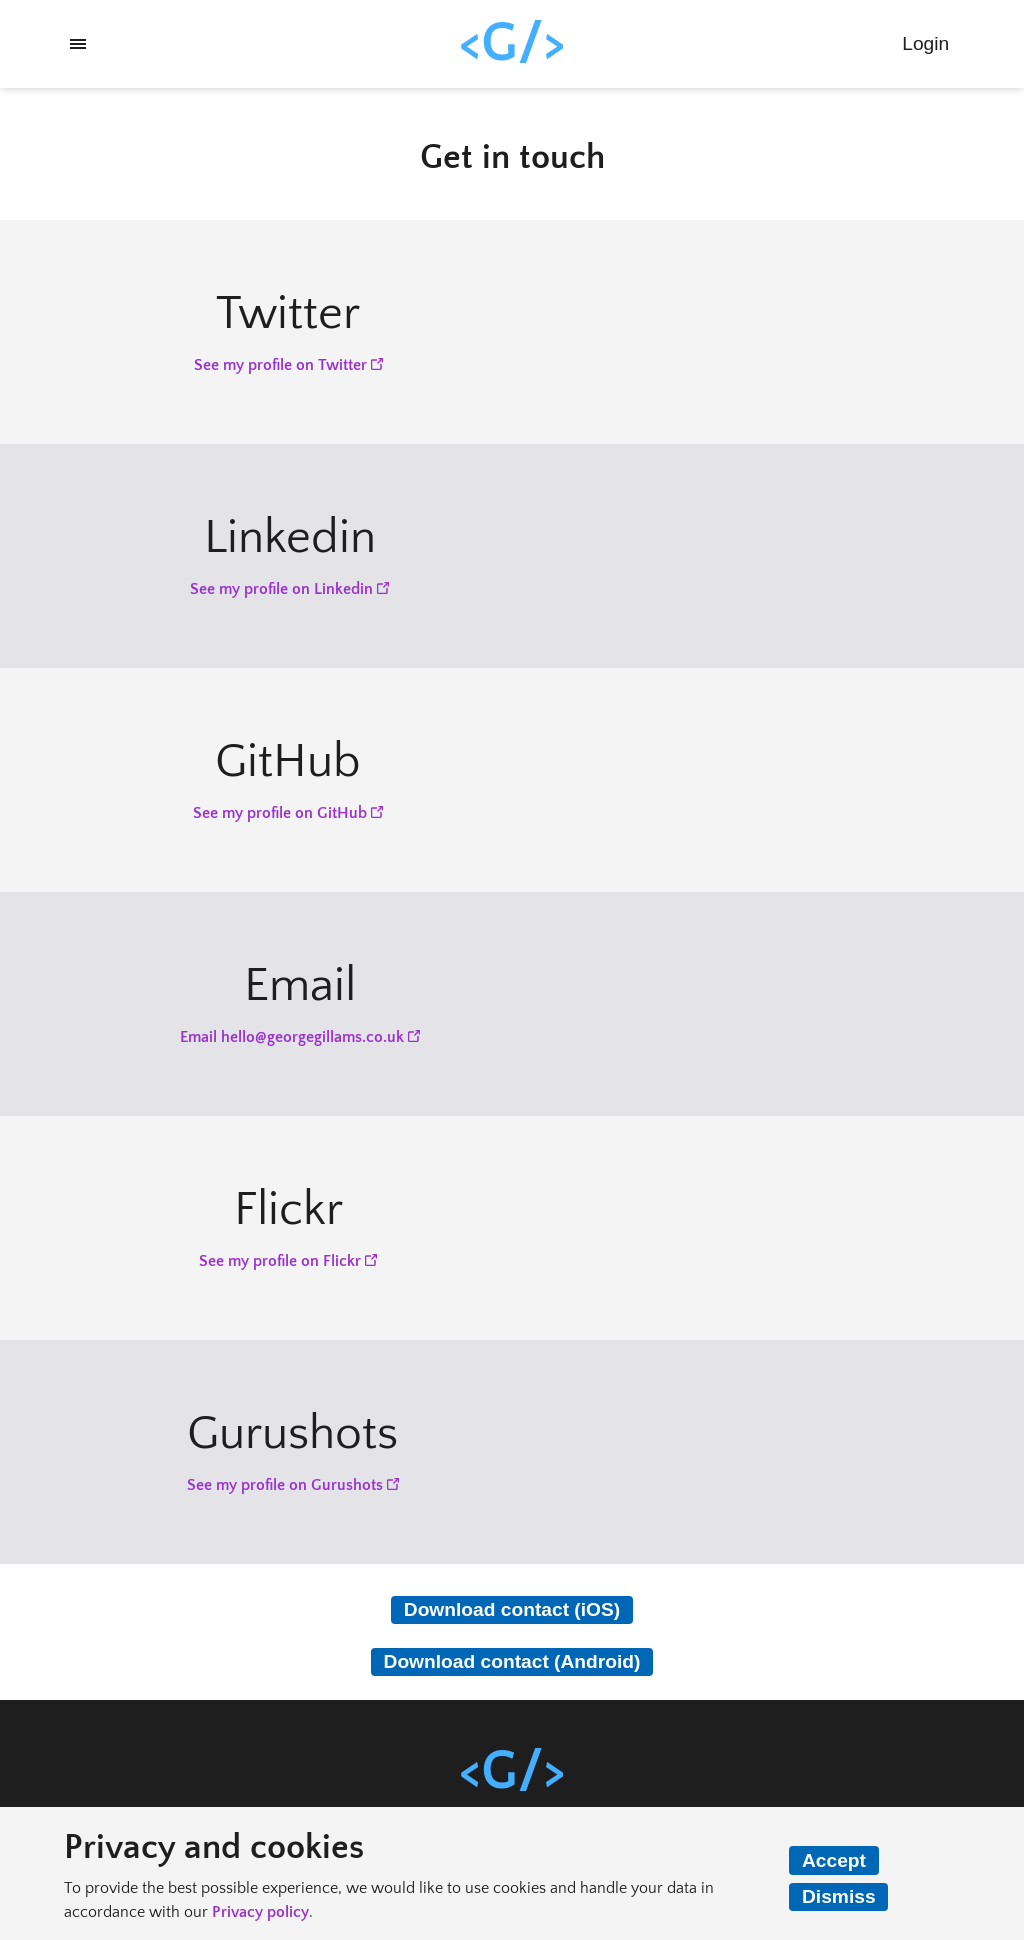 <G/>
Login
Get in touch
Twitter
See my profile on Twitter
Linkedin
See my profile on Linkedin
GitHub
See my profile on GitHub
Email
Email hello@georgegillams.co.uk
Flickr
See my profile on Flickr
Gurushots
See my profile on Gurushots
Download contact (iOS)
Download contact (Android)
<G/>
Privacy and cookies
To provide the best possible experience, we would like to use cookies and handle your data in
accordance with our Privacy policy.
Accept
Dismiss